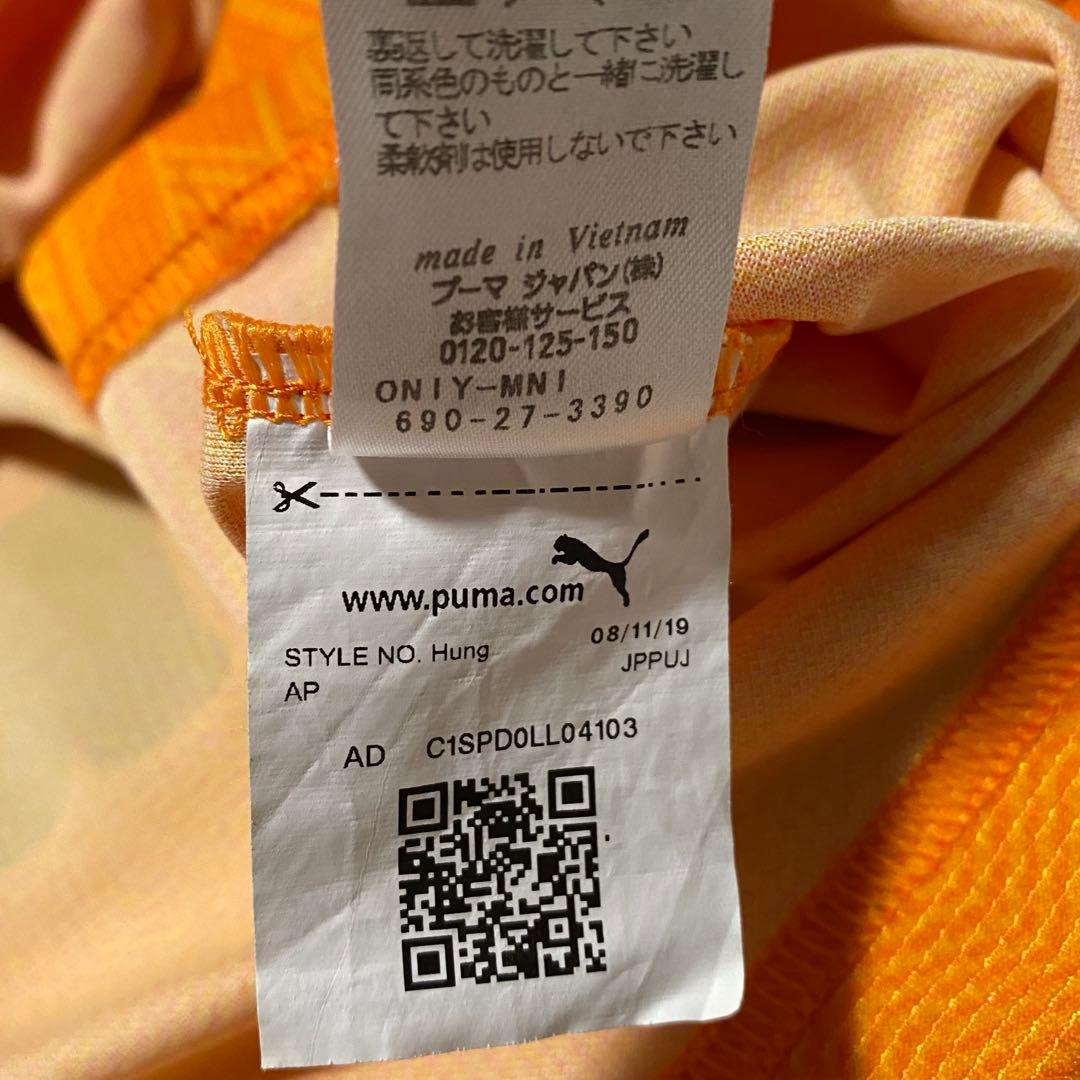 裏返して洗濯して下さい
同系色のものと一緒に洗濯し
て下さい
柔軟剤は使用しないで下さい
made in Vietnam
プーマ ジャパン(株)
お客様サービス
0120-125-150
ONIY-MNI
690-27-3390
www.puma.com
08/11/19
STYLE NO. Hung
JPPUJ
AP
AD C1SPD0LL04103